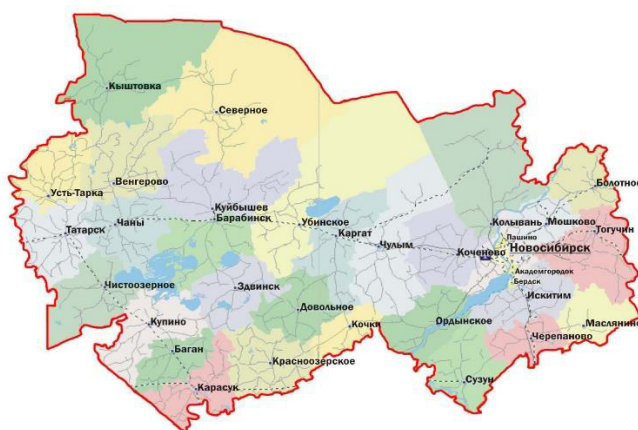 Кыштовка
Северное
Болотное
Венгерово
Усть-Тарка
Куйбышев
Барабинск
Чаны
Убинское
Колывань
Мошково
Татарск
Каргат
Тогучин
Пашино
Чулым
Новосибирск
Коченево
Академгородок
Бердск
Чистоозерное
Здвинск
Искитим
Довольное
Ордынское
Маслянино
Купино
Кочки
Черепаново
Баган
Краснозёрское
Сузун
Карасук